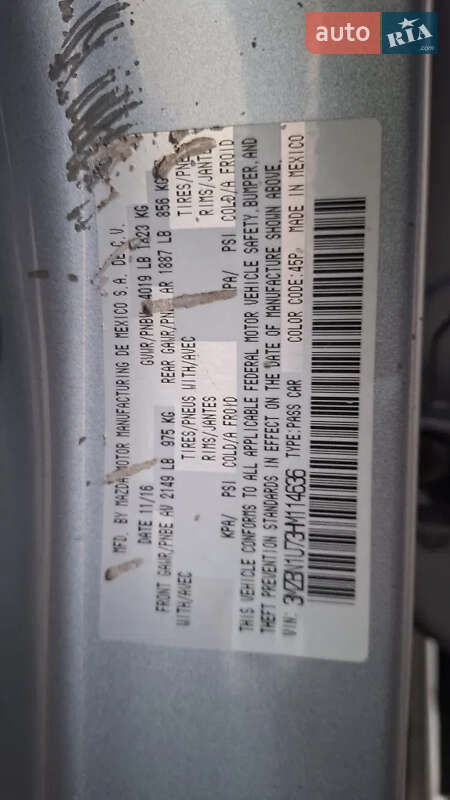 auto RIA
.com
MFD. BY MAZDA MOTOR MANUFACTURING DE MEXICO S.A. DE C.V.
DATE 11/16 GVWR/PNBV 4019 LB 1823 KG
FRONT GAWR/PNBE AV 2149 LB 975 KG REAR GAWR/PNBE AR 1887 LB 856 KG
WITH/AVEC TIRES/PNEUS WITH/AVEC TIRES/PNE
RIMS/JANTES RIMS/JANTE
KPA/ PSI COLD/A FROID KPA/ PSI COLD/A FROID
THIS VEHICLE CONFORMS TO ALL APPLICABLE FEDERAL MOTOR VEHICLE SAFETY, BUMPER, AND
THEFT PREVENTION STANDARDS IN EFFECT ON THE DATE OF MANUFACTURE SHOWN ABOVE.
VIN: 3MZBN1U73HM114636 TYPE:PASS CAR COLOR CODE:45P MADE IN MEXICO